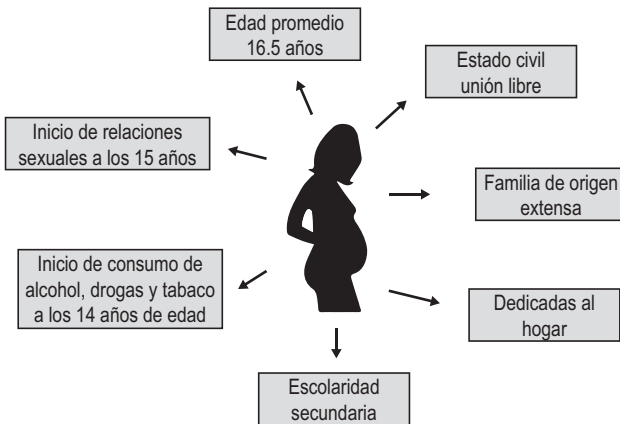 Edad promedio
16.5 años
Estado civil
unión libre
Inicio de relaciones
sexuales a los 15 años
Familia de origen
extensa
Inicio de consumo de
alcohol, drogas y tabaco
a los 14 años de edad
Dedicadas al
hogar
Escolaridad
secundaria